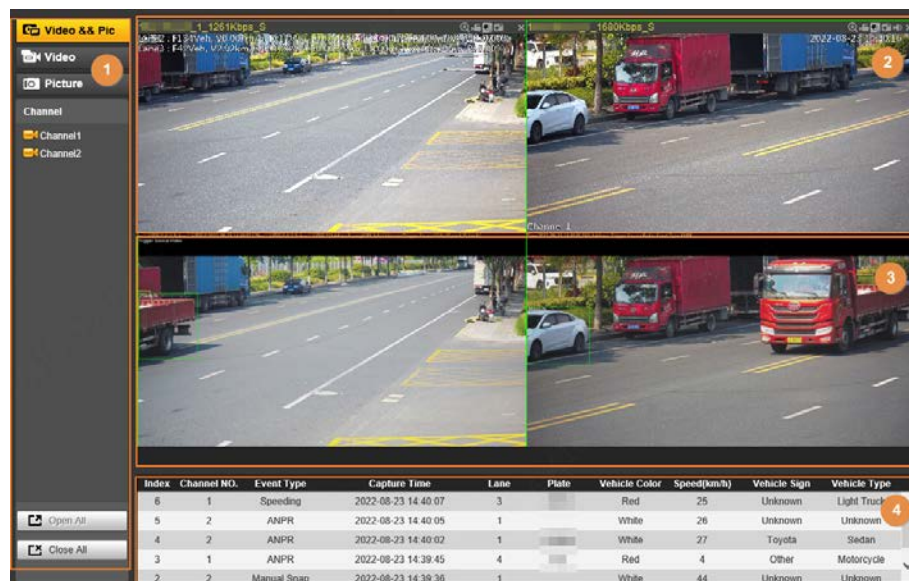 Video && Pic
Video
Picture
1
Channel
Channel1
Channel2
Open All
Close All
_1_1261Kbps_S
1680Kbps_S
2
Channel 1
3
Index Channel NO. Event Type Capture Time Lane Plate Vehicle Color Speed(km/h) Vehicle Sign Vehicle Type
6 1 Speeding 2022-08-23 14:40:07 3 Red 25 Unknown Light Truck
5 2 ANPR 2022-08-23 14:40:05 1 White 26 Unknown Unknown
4 2 ANPR 2022-08-23 14:40:02 1 White 27 Toyota Sedan
3 1 ANPR 2022-08-23 14:39:45 4 Red 4 Other Motorcycle
2 2 Manual Snap 2022-08-23 14:39:36 1 White 44 Unknown Unknown
4